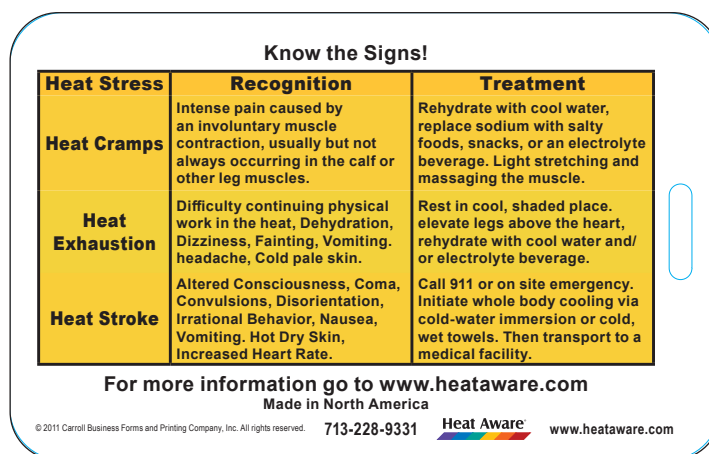 Know the Signs!
Heat Stress
Recognition
Treatment
Heat Cramps
Intense pain caused by
an involuntary muscle
contraction, usually but not
always occurring in the calf or
other leg muscles.
Rehydrate with cool water,
replace sodium with salty
foods, snacks, or an electrolyte
beverage. Light stretching and
massaging the muscle.
Heat
Exhaustion
Difficulty continuing physical
work in the heat, Dehydration,
Dizziness, Fainting, Vomiting.
headache, Cold pale skin.
Rest in cool, shaded place.
elevate legs above the heart,
rehydrate with cool water and/
or electrolyte beverage.
Heat Stroke
Altered Consciousness, Coma,
Convulsions, Disorientation,
Irrational Behavior, Nausea,
Vomiting. Hot Dry Skin,
Increased Heart Rate.
Call 911 or on site emergency.
Initiate whole body cooling via
cold-water immersion or cold,
wet towels. Then transport to a
medical facility.
For more information go to www.heataware.com
Made in North America
© 2011 Carroll Business Forms and Printing Company, Inc. All rights reserved.
713-228-9331
Heat Aware®
www.heataware.com